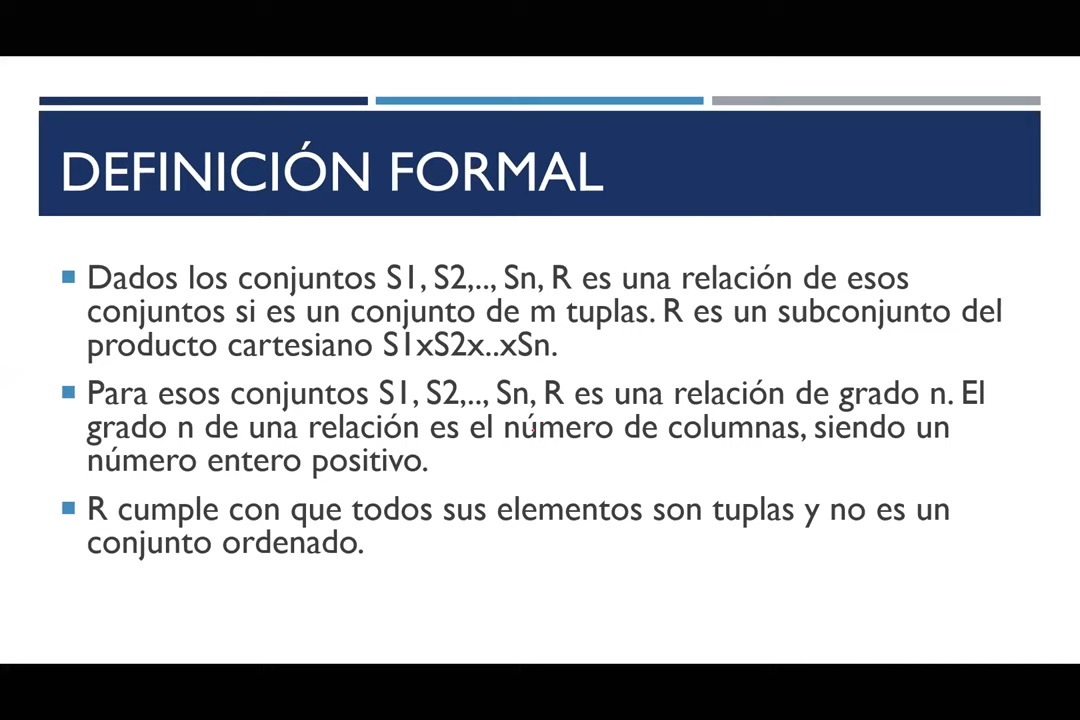 DEFINICIÓN FORMAL
Dados los conjuntos S1, S2,.., Sn, R es una relación de esos
conjuntos si es un conjunto de m tuplas. R es un subconjunto del
producto cartesiano S1xS2x..xSn.
Para esos conjuntos S1, S2,.., Sn, R es una relación de grado n. El
grado n de una relación es el número de columnas, siendo un
número entero positivo.
R cumple con que todos sus elementos son tuplas y no es un
conjunto ordenado.